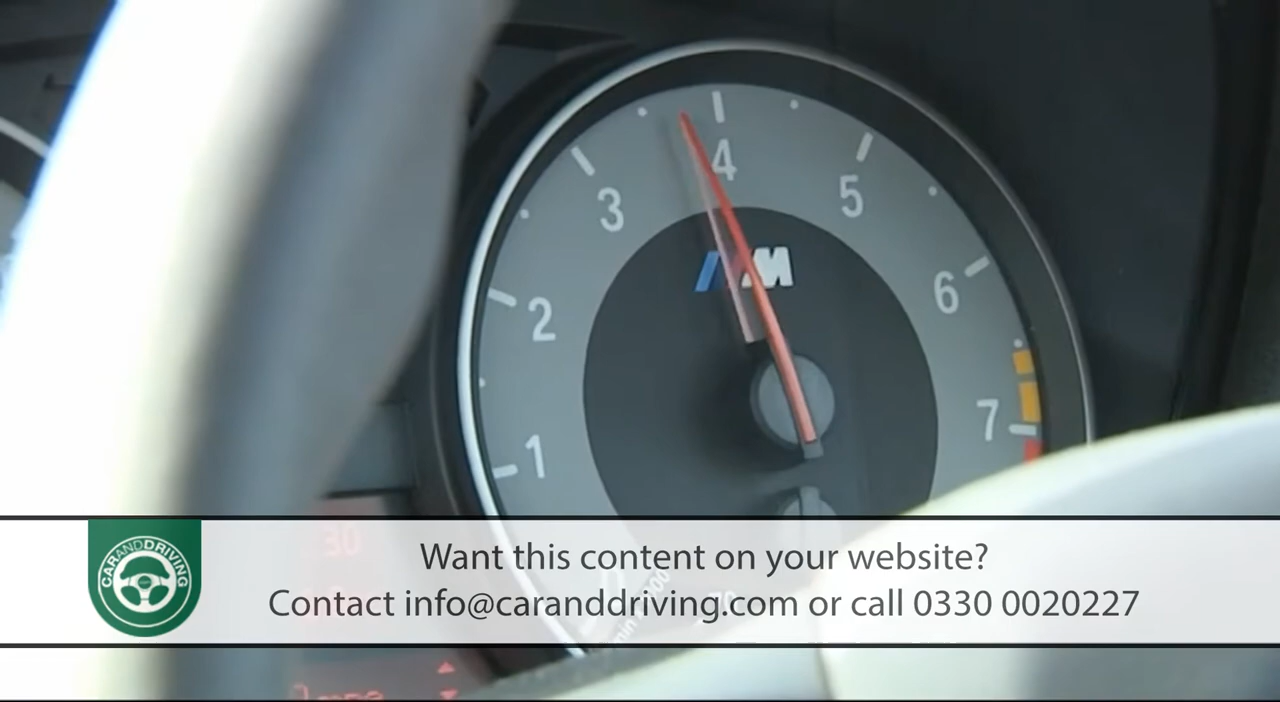 4
3
5
M
2
6
7
1
30
CARANDDRIVING
Want this content on your website?
Contact info@caranddriving.com or call 0330 0020227